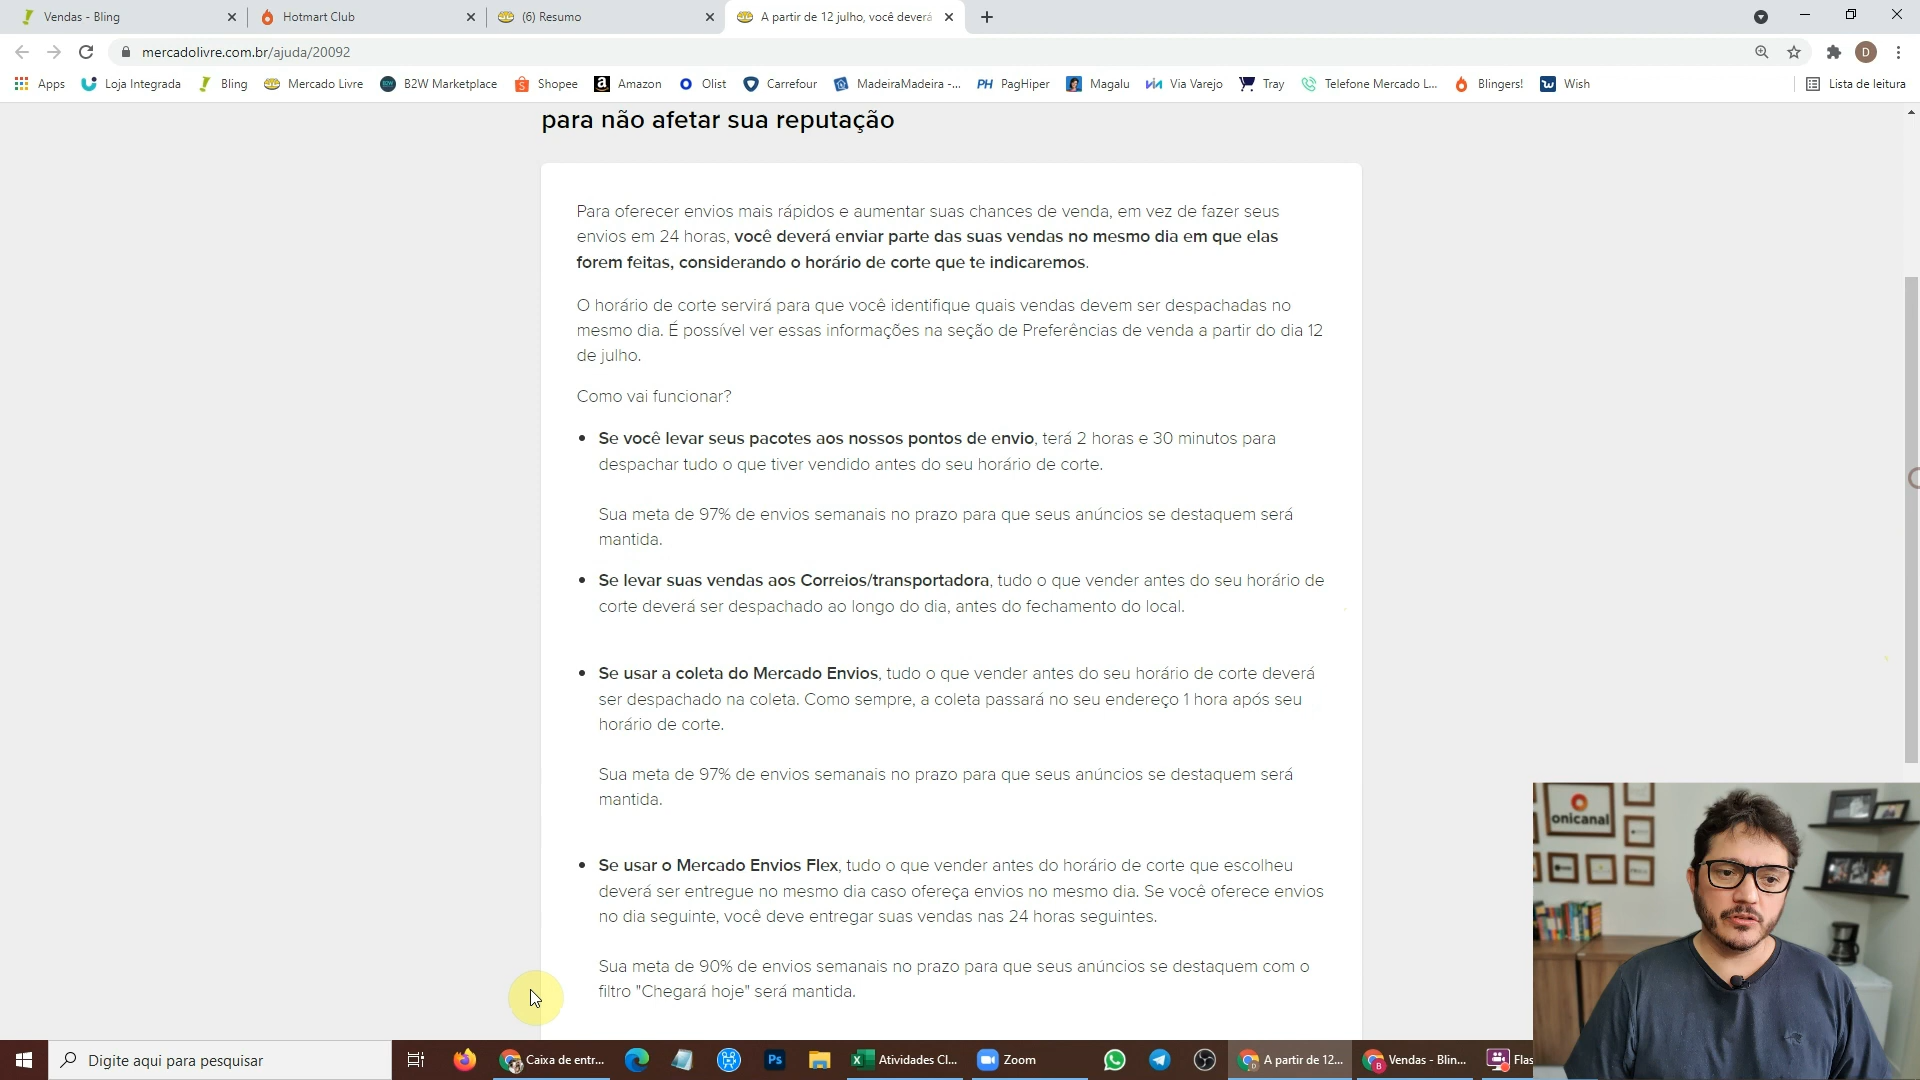 Vendas - Bling
Hotmart Club
(6) Resumo
A partir de 12 julho, você deverá
mercadolivre.com.br/ajuda/20092
D
Apps
Loja Integrada
Bling
Mercado Livre
B2W Marketplace
Shopee
Amazon
Olist
Carrefour
MadeiraMadeira -...
PH PagHiper
Magalu
Via Varejo
Tray
Telefone Mercado L...
Blingers!
Wish
Lista de leitura
para não afetar sua reputação
Para oferecer envios mais rápidos e aumentar suas chances de venda, em vez de fazer seus
envios em 24 horas, você deverá enviar parte das suas vendas no mesmo dia em que elas
forem feitas, considerando o horário de corte que te indicaremos.
O horário de corte servirá para que você identifique quais vendas devem ser despachadas no
mesmo dia. É possível ver essas informações na seção de Preferências de venda a partir do dia 12
de julho.
Como vai funcionar?
• Se você levar seus pacotes aos nossos pontos de envio, terá 2 horas e 30 minutos para
despachar tudo o que tiver vendido antes do seu horário de corte.
Sua meta de 97% de envios semanais no prazo para que seus anúncios se destaquem será
mantida.
• Se levar suas vendas aos Correios/transportadora, tudo o que vender antes do seu horário de
corte deverá ser despachado ao longo do dia, antes do fechamento do local.
• Se usar a coleta do Mercado Envios, tudo o que vender antes do seu horário de corte deverá
ser despachado na coleta. Como sempre, a coleta passará no seu endereço 1 hora após seu
horário de corte.
Sua meta de 97% de envios semanais no prazo para que seus anúncios se destaquem será
mantida.
• Se usar o Mercado Envios Flex, tudo o que vender antes do horário de corte que escolheu
deverá ser entregue no mesmo dia caso ofereça envios no mesmo dia. Se você oferece envios
no dia seguinte, você deve entregar suas vendas nas 24 horas seguintes.
Sua meta de 90% de envios semanais no prazo para que seus anúncios se destaquem com o
filtro "Chegará hoje" será mantida.
onicanal
Digite aqui para pesquisar
Caixa de entr...
Ps
Atividades Cl...
Zoom
A partir de 12...
Vendas - Blin...
Flas